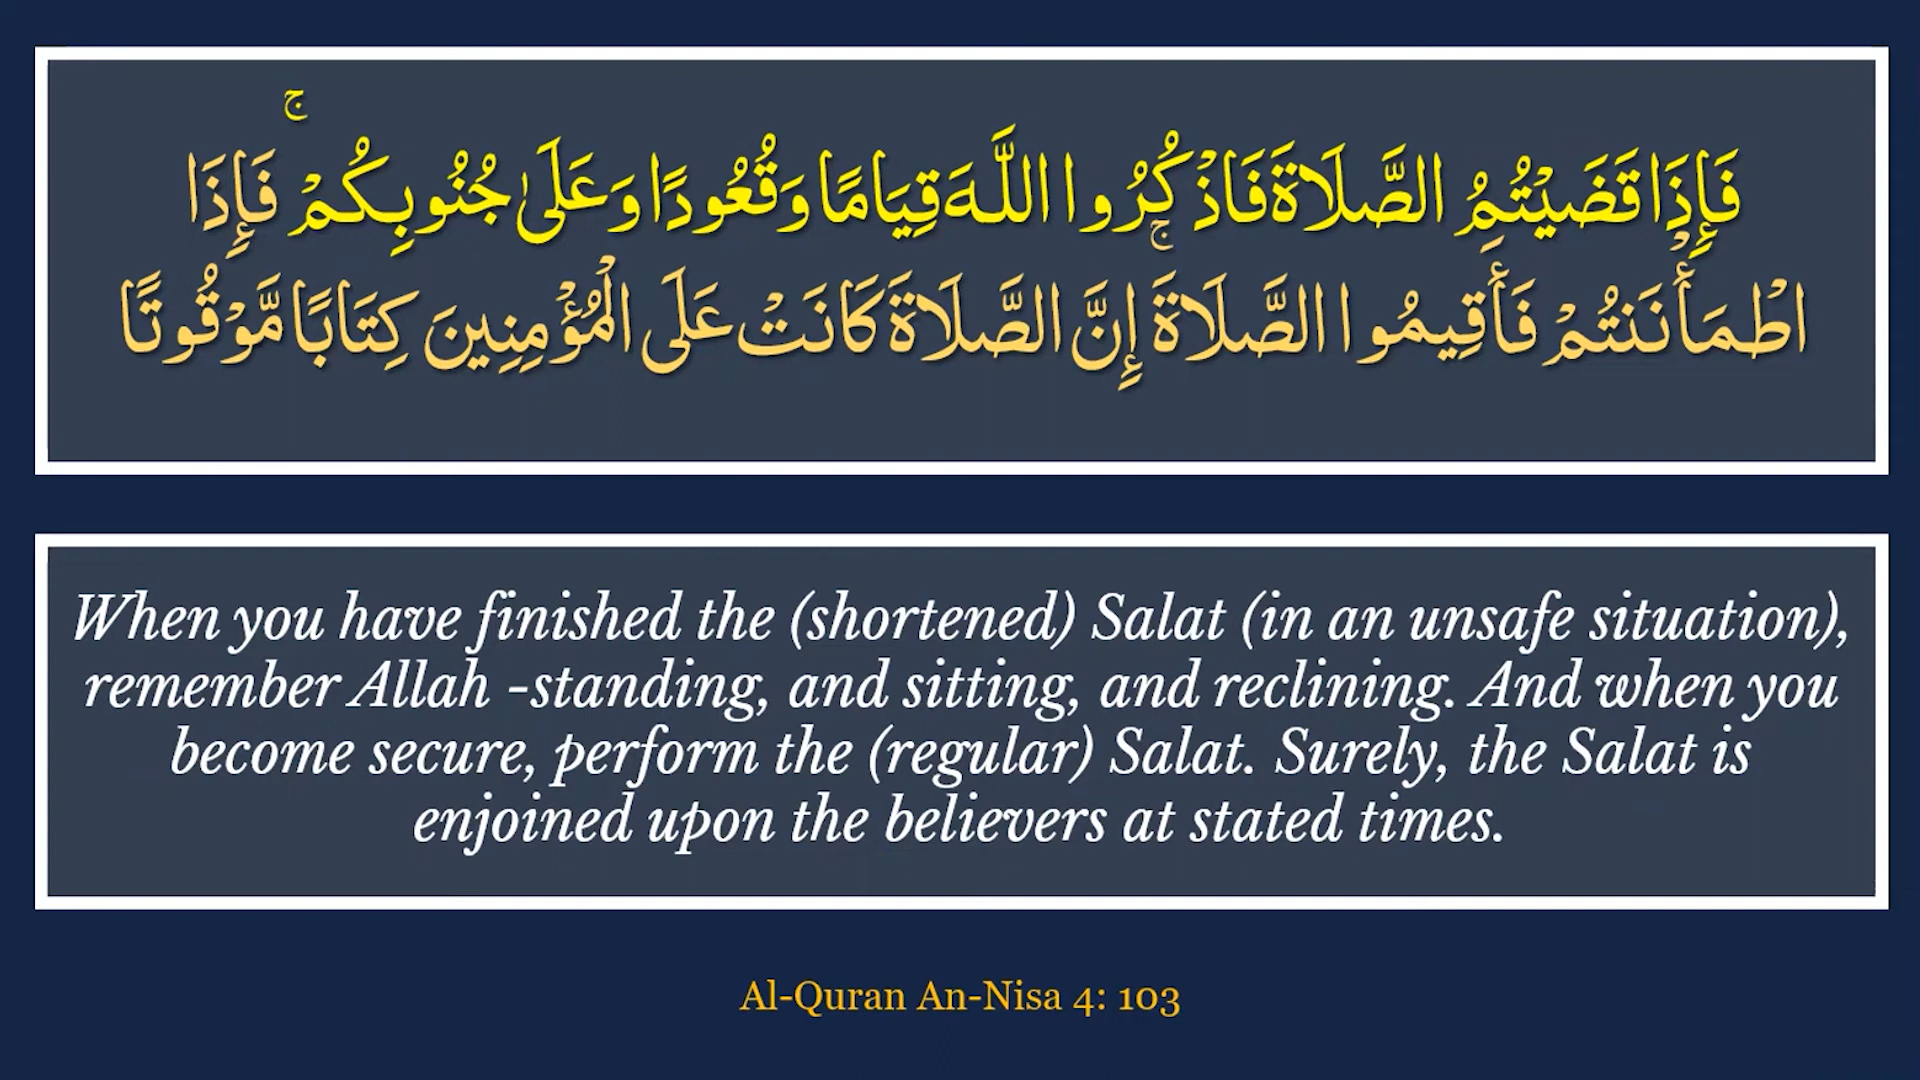 فَإِذَا قَضَيْتُمُ الصَّلَاةَ فَاذْكُرُوا اللَّهَ قِيَامًا وَقُعُودًا وَعَلَىٰ جُنُوبِكُمْ ۚ فَإِذَا
اطْمَأْنَنتُمْ فَأَقِيمُوا الصَّلَاةَ ۚ إِنَّ الصَّلَاةَ كَانَتْ عَلَى الْمُؤْمِنِينَ كِتَابًا مَّوْقُوتًا
When you have finished the (shortened) Salat (in an unsafe situation),
remember Allah -standing, and sitting, and reclining. And when you
become secure, perform the (regular) Salat. Surely, the Salat is
enjoined upon the believers at stated times.
Al-Quran An-Nisa 4: 103